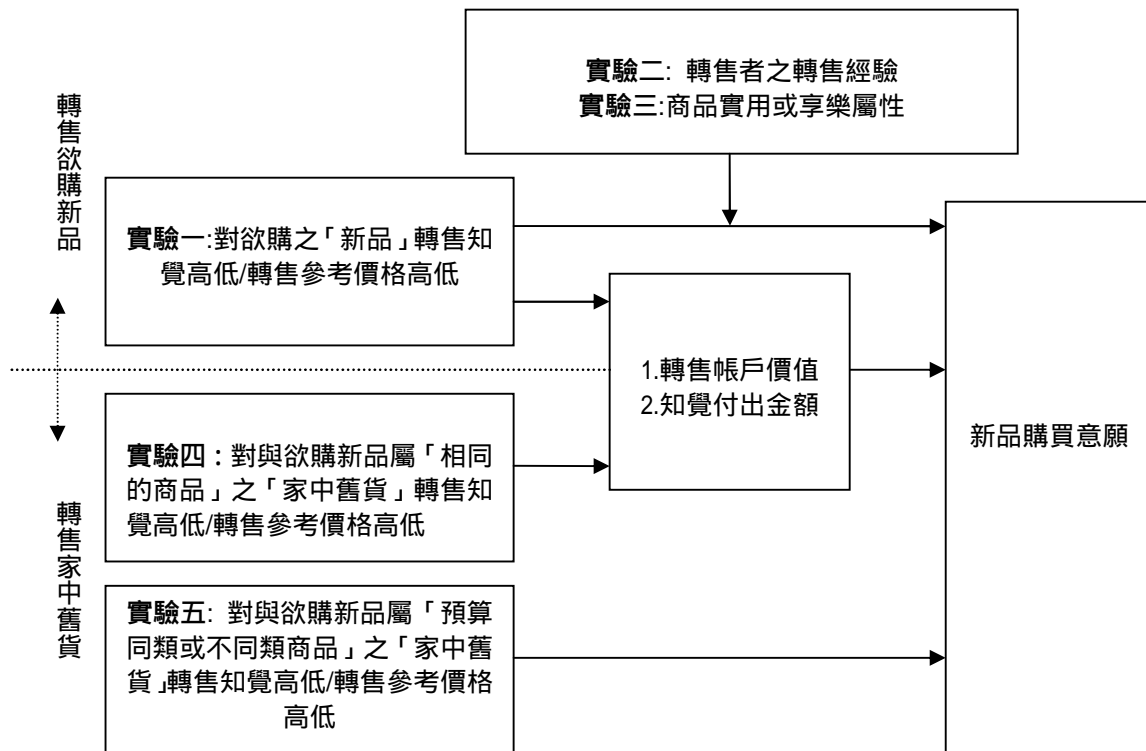 實驗二: 轉售者之轉售經驗
實驗三:商品實用或享樂屬性
轉售欲購新品
實驗一:對欲購之「新品」轉售知
覺高低/轉售參考價格高低
1.轉售帳戶價值
2.知覺付出金額
新品購買意願
轉售家中舊貨
實驗四：對與欲購新品屬「相同
的商品」之「家中舊貨」轉售知
覺高低/轉售參考價格高低
實驗五: 對與欲購新品屬「預算
同類或不同類商品」之「家中舊
貨」轉售知覺高低/轉售參考價格
高低